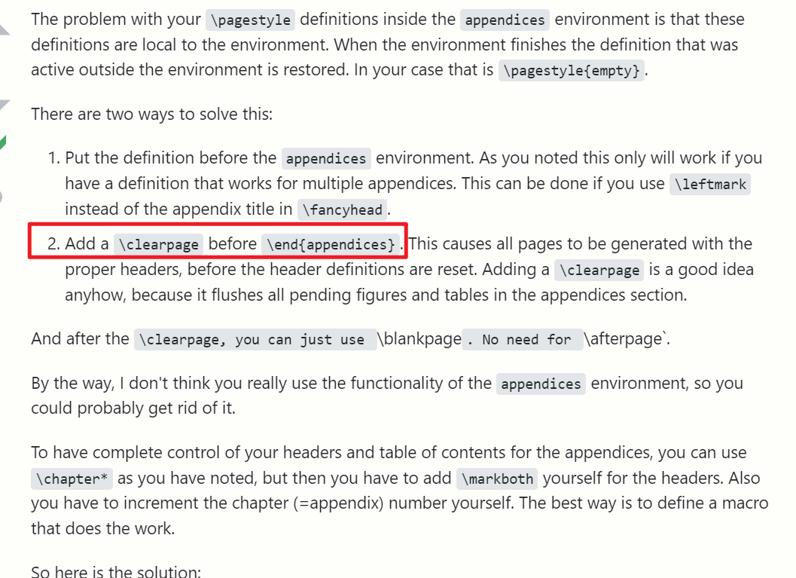 The problem with your \pagestyle definitions inside the appendices environment is that these
definitions are local to the environment. When the environment finishes the definition that was
active outside the environment is restored. In your case that is \pagestyle{empty}.
There are two ways to solve this:
1. Put the definition before the appendices environment. As you noted this only will work if you
have a definition that works for multiple appendices. This can be done if you use \leftmark
instead of the appendix title in \fancyhead.
2. Add a \clearpage before \end{appendices}. This causes all pages to be generated with the
proper headers, before the header definitions are reset. Adding a \clearpage is a good idea
anyhow, because it flushes all pending figures and tables in the appendices section.
And after the \clearpage, you can just use \blankpage . No need for \afterpage`.
By the way, I don't think you really use the functionality of the appendices environment, so you
could probably get rid of it.
To have complete control of your headers and table of contents for the appendices, you can use
\chapter* as you have noted, but then you have to add \markboth yourself for the headers. Also
you have to increment the chapter (=appendix) number yourself. The best way is to define a macro
that does the work.
So here is the solution: